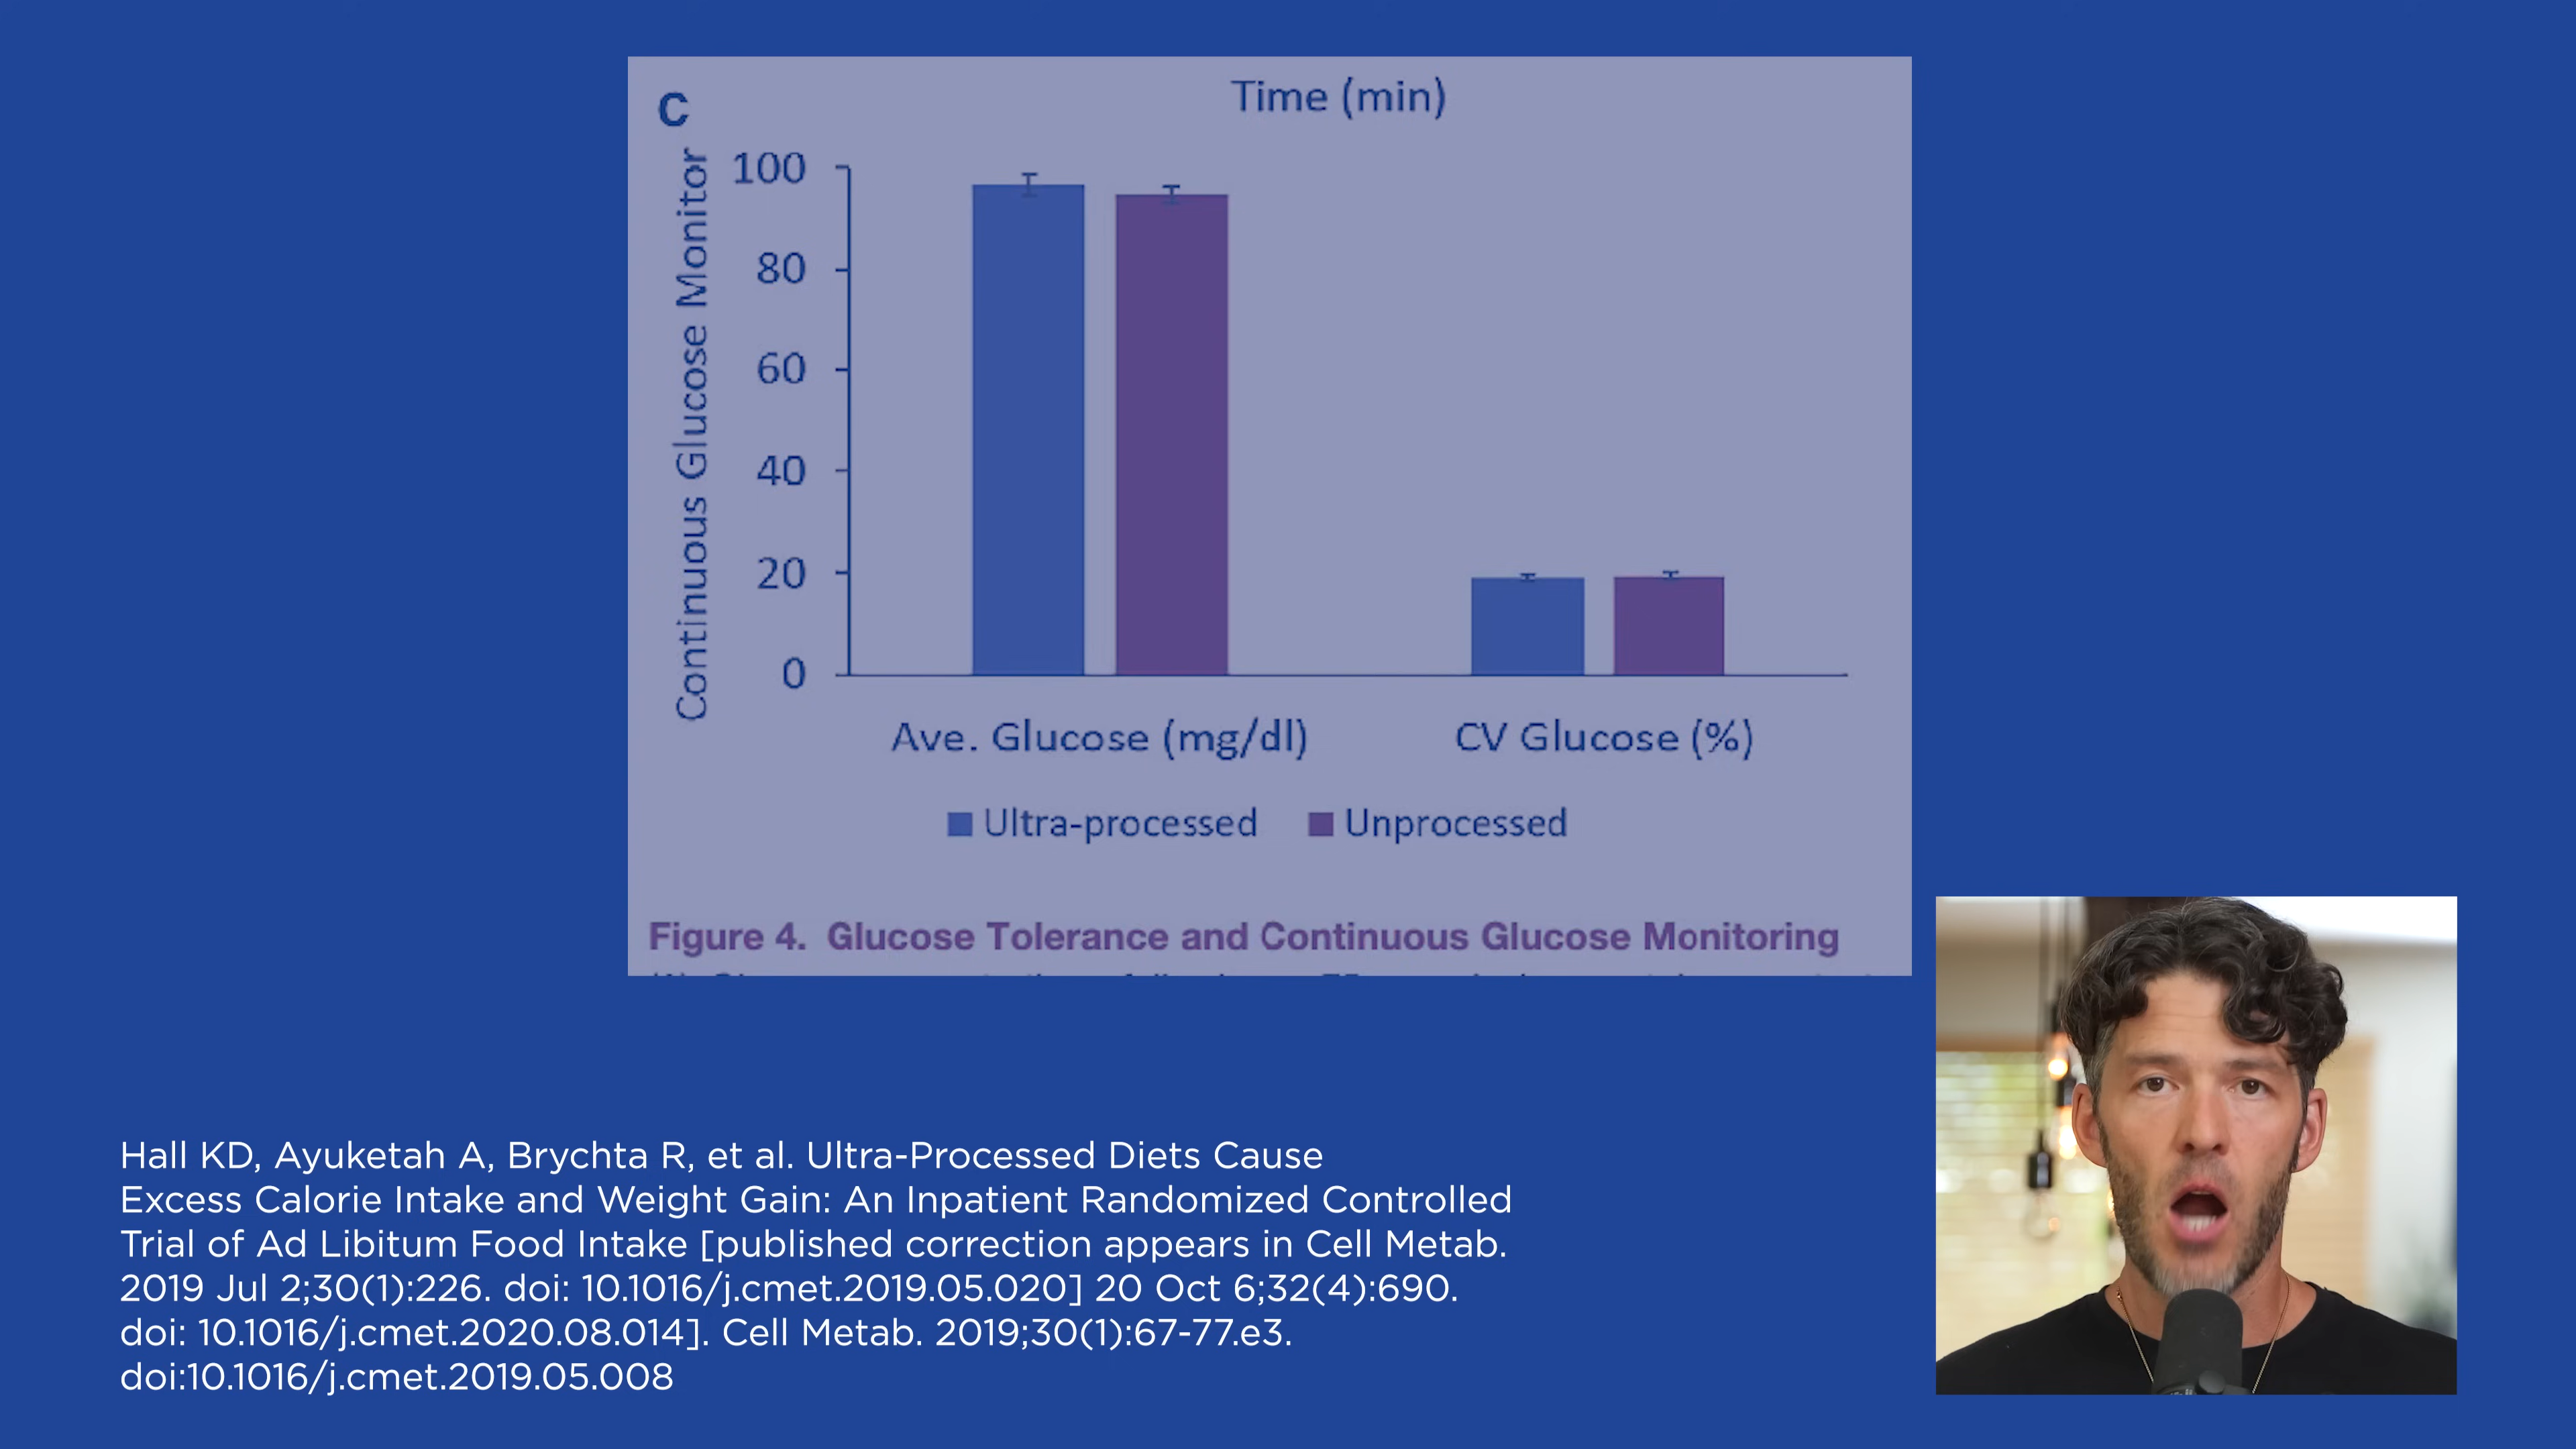 C
Time (min)
Continuous Glucose Monitor
100
80
60
40
20
0
Ave. Glucose (mg/dl)
CV Glucose (%)
Ultra-processed
Unprocessed
Figure 4. Glucose Tolerance and Continuous Glucose Monitoring
Hall KD, Ayuketah A, Brychta R, et al. Ultra-Processed Diets Cause
Excess Calorie Intake and Weight Gain: An Inpatient Randomized Controlled
Trial of Ad Libitum Food Intake [published correction appears in Cell Metab.
2019 Jul 2;30(1):226. doi: 10.1016/j.cmet.2019.05.020] 20 Oct 6;32(4):690.
doi: 10.1016/j.cmet.2020.08.014]. Cell Metab. 2019;30(1):67-77.e3.
doi:10.1016/j.cmet.2019.05.008